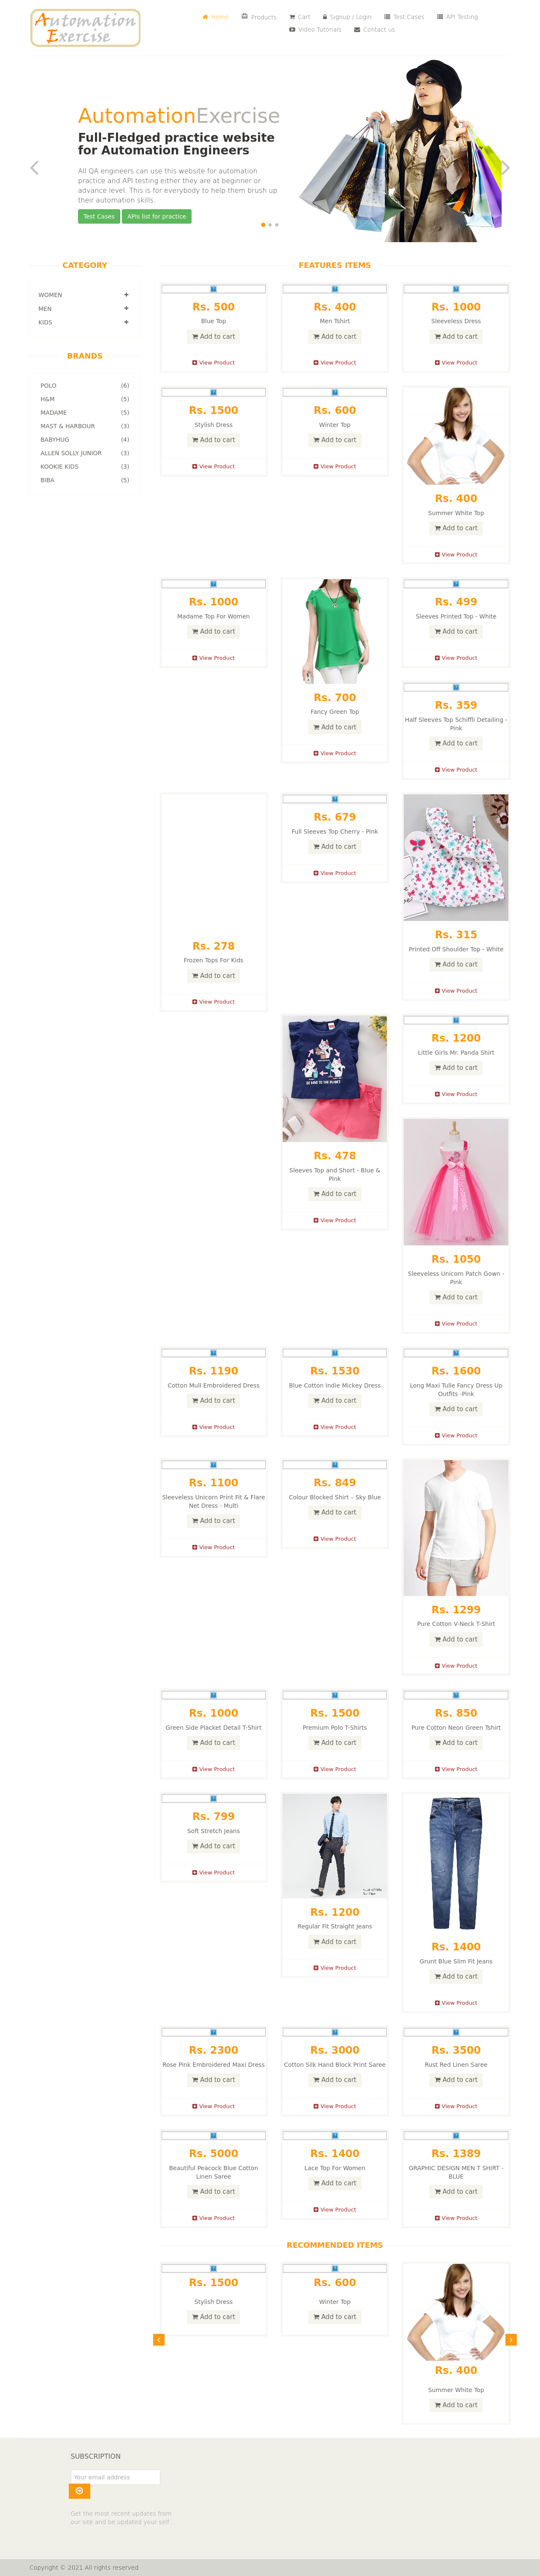 Automation
Exercise
Home
Products
Cart
Signup / Login
Test Cases
API Testing
Video Tutorials
Contact us
AutomationExercise
Full-Fledged practice website
for Automation Engineers
All QA engineers can use this website for automation
practice and API testing either they are at beginner or
advance level. This is for everybody to help them brush up
their automation skills.
Test Cases
APIs list for practice
CATEGORY
WOMEN
MEN
KIDS
BRANDS
POLO (6)
H&M (5)
MADAME (5)
MAST & HARBOUR (3)
BABYHUG (4)
ALLEN SOLLY JUNIOR (3)
KOOKIE KIDS (3)
BIBA (5)
FEATURES ITEMS
Rs. 500
Blue Top
Add to cart
View Product
Rs. 400
Men Tshirt
Add to cart
View Product
Rs. 1000
Sleeveless Dress
Add to cart
View Product
Rs. 1500
Stylish Dress
Add to cart
View Product
Rs. 600
Winter Top
Add to cart
View Product
Rs. 400
Summer White Top
Add to cart
View Product
Rs. 1000
Madame Top For Women
Add to cart
View Product
Rs. 700
Fancy Green Top
Add to cart
View Product
Rs. 499
Sleeves Printed Top - White
Add to cart
View Product
Rs. 359
Half Sleeves Top Schiffli Detailing -
Pink
Add to cart
View Product
Rs. 278
Frozen Tops For Kids
Add to cart
View Product
Rs. 679
Full Sleeves Top Cherry - Pink
Add to cart
View Product
Rs. 315
Printed Off Shoulder Top - White
Add to cart
View Product
Rs. 478
Sleeves Top and Short - Blue &
Pink
Add to cart
View Product
Rs. 1200
Little Girls Mr. Panda Shirt
Add to cart
View Product
Rs. 1050
Sleeveless Unicorn Patch Gown -
Pink
Add to cart
View Product
Rs. 1190
Cotton Mull Embroidered Dress
Add to cart
View Product
Rs. 1530
Blue Cotton Indie Mickey Dress
Add to cart
View Product
Rs. 1600
Long Maxi Tulle Fancy Dress Up
Outfits -Pink
Add to cart
View Product
Rs. 1100
Sleeveless Unicorn Print Fit & Flare
Net Dress - Multi
Add to cart
View Product
Rs. 849
Colour Blocked Shirt – Sky Blue
Add to cart
View Product
Rs. 1299
Pure Cotton V-Neck T-Shirt
Add to cart
View Product
Rs. 1000
Green Side Placket Detail T-Shirt
Add to cart
View Product
Rs. 1500
Premium Polo T-Shirts
Add to cart
View Product
Rs. 850
Pure Cotton Neon Green Tshirt
Add to cart
View Product
Rs. 799
Soft Stretch Jeans
Add to cart
View Product
Rs. 1200
Regular Fit Straight Jeans
Add to cart
View Product
Rs. 1400
Grunt Blue Slim Fit Jeans
Add to cart
View Product
Rs. 2300
Rose Pink Embroidered Maxi Dress
Add to cart
View Product
Rs. 3000
Cotton Silk Hand Block Print Saree
Add to cart
View Product
Rs. 3500
Rust Red Linen Saree
Add to cart
View Product
Rs. 5000
Beautiful Peacock Blue Cotton
Linen Saree
Add to cart
View Product
Rs. 1400
Lace Top For Women
Add to cart
View Product
Rs. 1389
GRAPHIC DESIGN MEN T SHIRT -
BLUE
Add to cart
View Product
RECOMMENDED ITEMS
Rs. 1500
Stylish Dress
Add to cart
Rs. 600
Winter Top
Add to cart
Rs. 400
Summer White Top
Add to cart
SUBSCRIPTION
Your email address
Get the most recent updates from
our site and be updated your self...
Copyright © 2021 All rights reserved